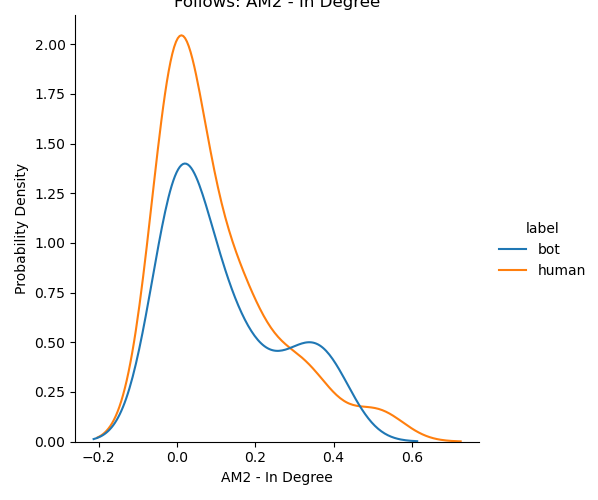 Follows: AM2 - In Degree
2.00
1.75
1.50
1.25
1.00
0.75
0.50
0.25
0.00
Probability Density
−0.2 0.0 0.2 0.4 0.6
AM2 - In Degree
label
bot
human